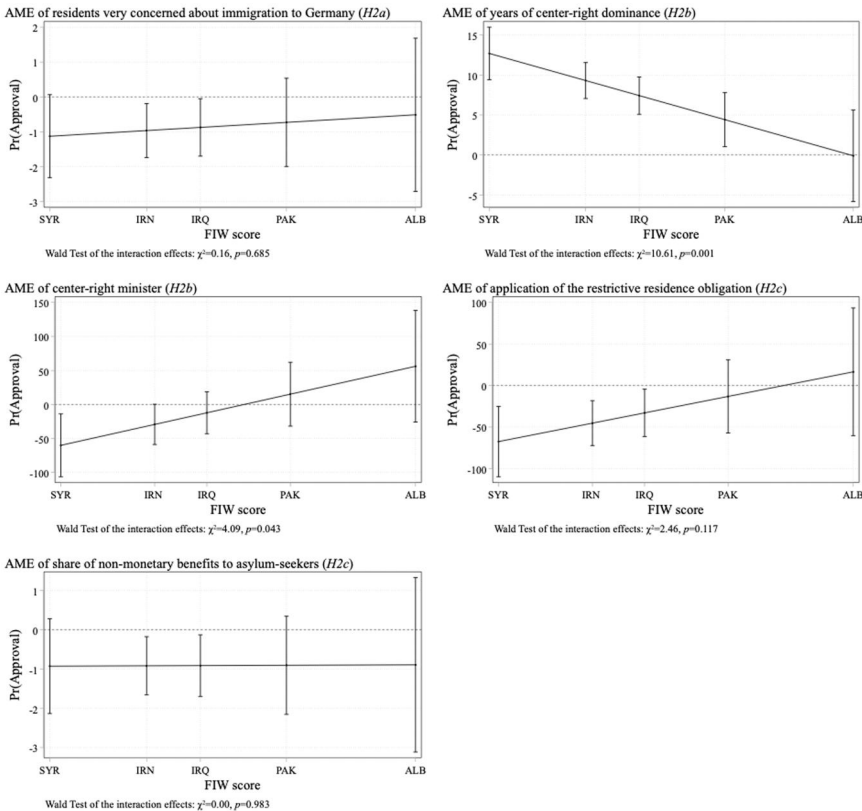 AME of residents very concerned about immigration to Germany (H2a)
Pr(Approval)
2
1
0
-1
-2
-3
SYR IRN IRQ PAK ALB
FIW score
Wald Test of the interaction effects: χ²=0.16, p=0.685
AME of years of center-right dominance (H2b)
Pr(Approval)
15
10
5
0
-5
SYR IRN IRQ PAK ALB
FIW score
Wald Test of the interaction effects: χ²=10.61, p=0.001
AME of center-right minister (H2b)
Pr(Approval)
150
100
50
0
-50
-100
SYR IRN IRQ PAK ALB
FIW score
Wald Test of the interaction effects: χ²=4.09, p=0.043
AME of application of the restrictive residence obligation (H2c)
Pr(Approval)
100
50
0
-50
-100
SYR IRN IRQ PAK ALB
FIW score
Wald Test of the interaction effects: χ²=2.46, p=0.117
AME of share of non-monetary benefits to asylum-seekers (H2c)
Pr(Approval)
1
0
-1
-2
-3
SYR IRN IRQ PAK ALB
FIW score
Wald Test of the interaction effects: χ²=0.00, p=0.983